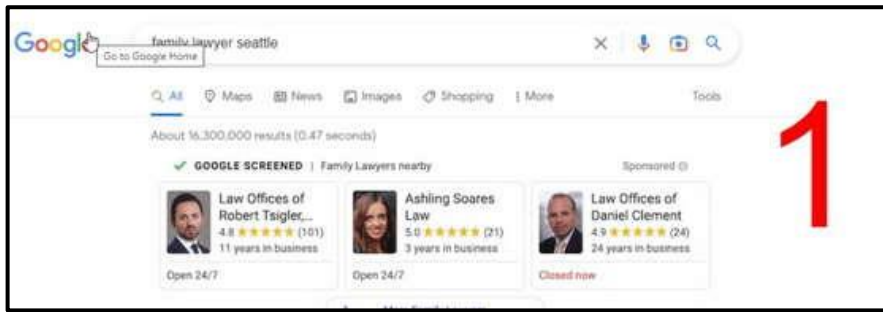 Google
family lawyer seattle
Go to Google Home
All Maps News Images Shopping More Tools
About 16,300,000 results (0.47 seconds)
GOOGLE SCREENED | Family Lawyers nearby Sponsored
Law Offices of Robert Tsigler,...
4.8 (101)
11 years in business
Open 24/7
Ashling Soares Law
5.0 (21)
3 years in business
Open 24/7
Law Offices of Daniel Clement
4.9 (24)
24 years in business
Closed now
1